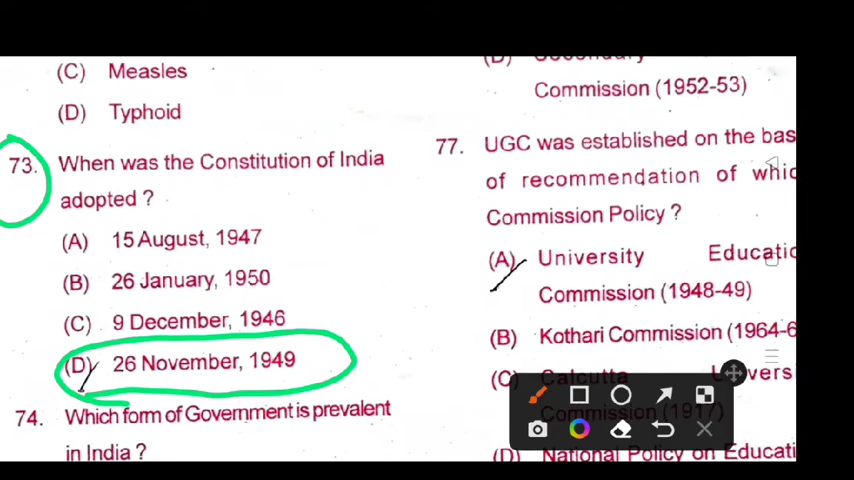 (C) Measles
(D) Typhoid
73. When was the Constitution of India
adopted ?
(A) 15 August, 1947
(B) 26 January, 1950
(C) 9 December, 1946
(D) 26 November, 1949
74. Which form of Government is prevalent
in India ?
(D) Secondary
Commission (1952-53)
77. UGC was established on the bas
of recommendation of whic
Commission Policy ?
(A) University Educatio
Commission (1948-49)
(B) Kothari Commission (1964-6
(C) Calcutta Universi
Commission (1917)
(D) National Policy on Educati